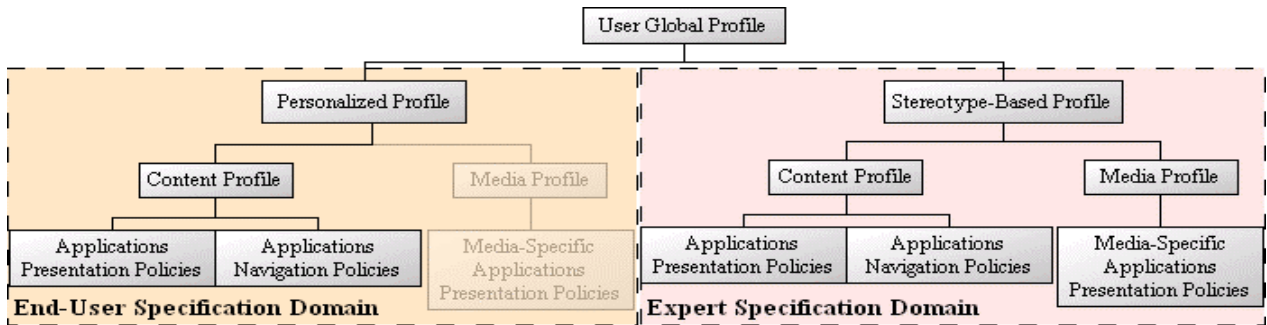 User Global Profile
Personalized Profile
Stereotype-Based Profile
Content Profile
Media Profile
Content Profile
Media Profile
Applications
Presentation Policies
Applications
Navigation Policies
Media-Specific
Applications
Presentation Policies
Applications
Presentation Policies
Applications
Navigation Policies
Media-Specific
Applications
Presentation Policies
End-User Specification Domain
Expert Specification Domain